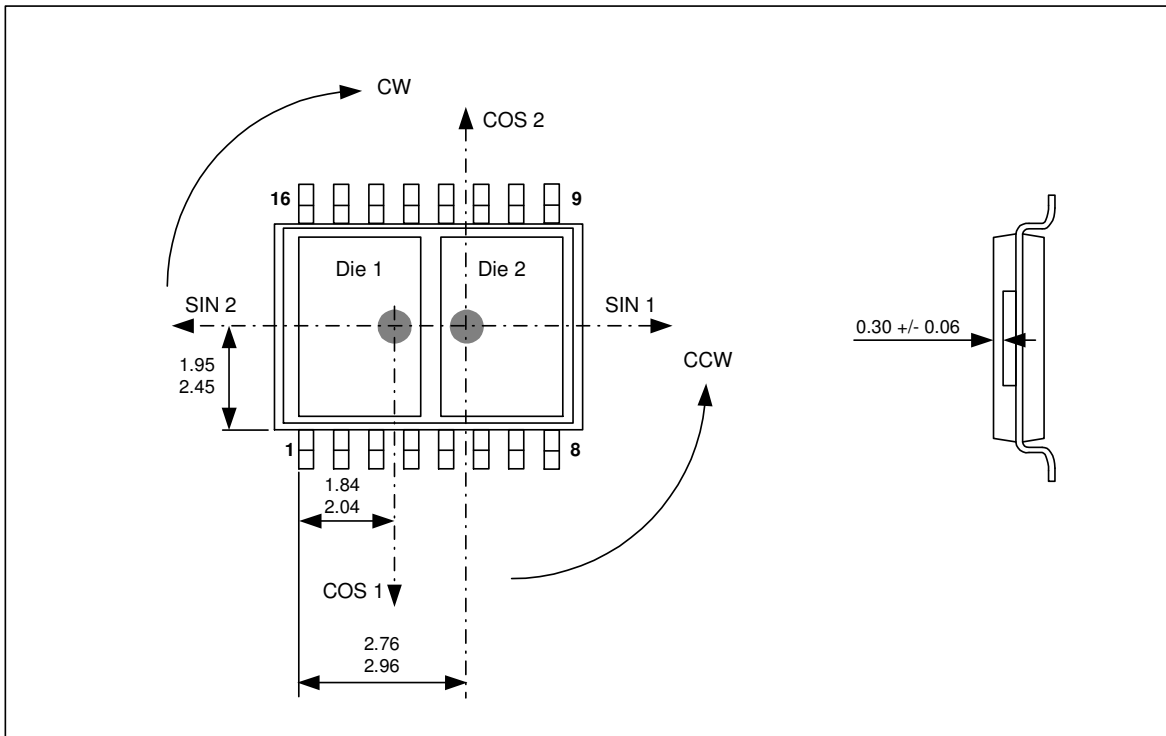 CW
COS 2
16
9
Die 1
Die 2
SIN 2
SIN 1
0.30 +/- 0.06
1.95
2.45
CCW
1
8
1.84
2.04
COS 1
2.76
2.96